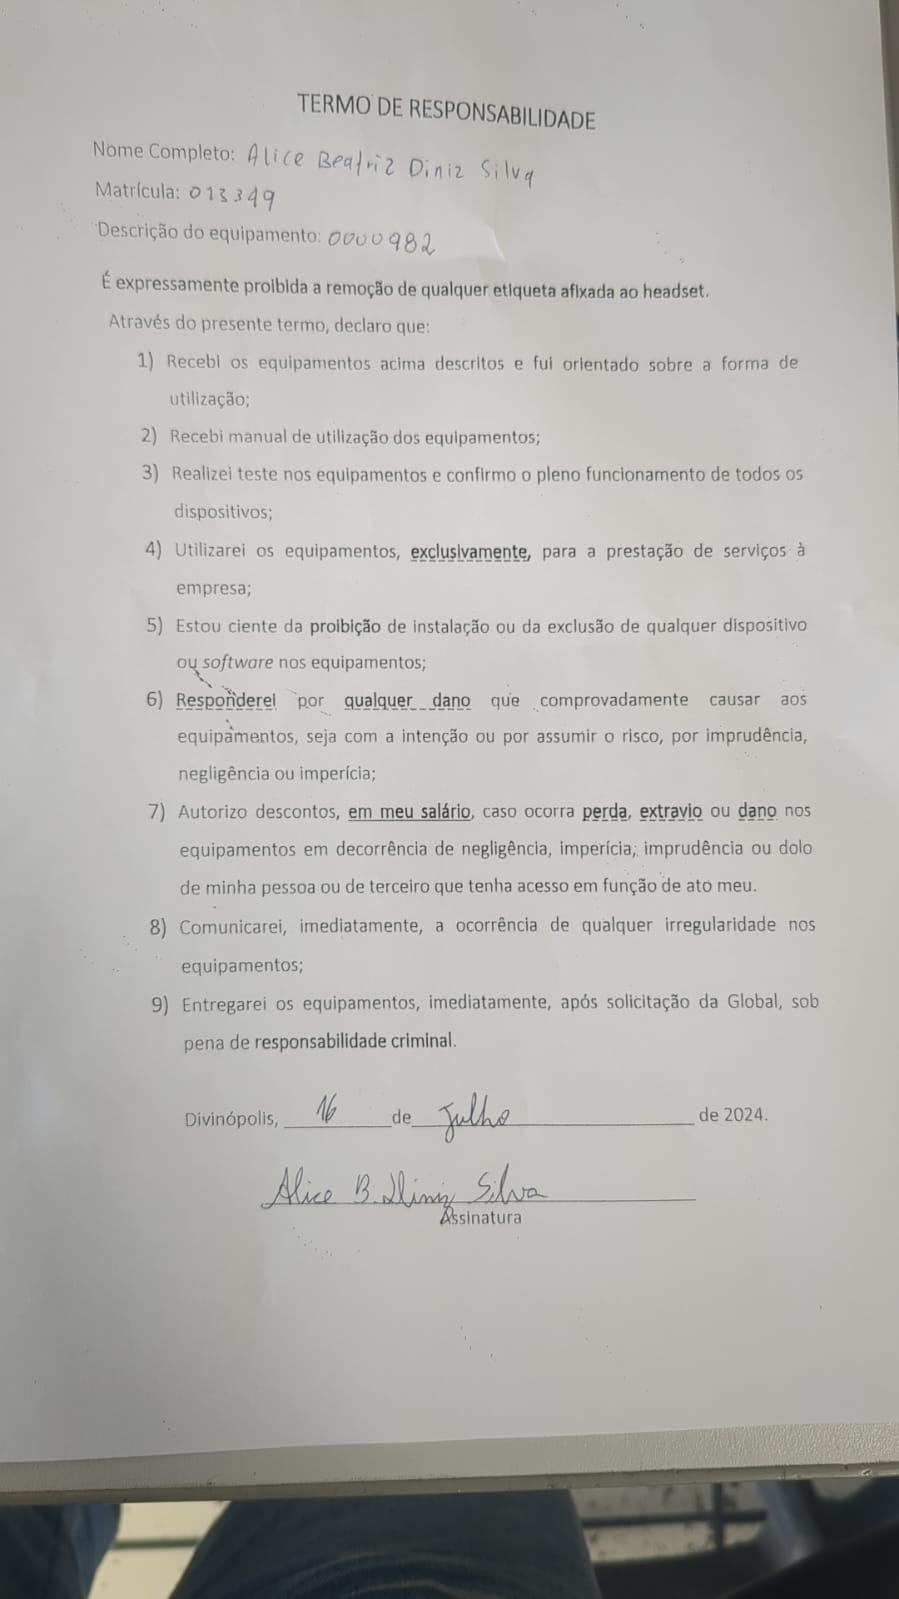 TERMO DE RESPONSABILIDADE
Nome Completo: Alice Beatriz Diniz Silva
Matrícula: 013349
Descrição do equipamento: 0000982
É expressamente proibida a remoção de qualquer etiqueta afixada ao headset.
Através do presente termo, declaro que:
1) Recebi os equipamentos acima descritos e fui orientado sobre a forma de
utilização;
2) Recebi manual de utilização dos equipamentos;
3) Realizei teste nos equipamentos e confirmo o pleno funcionamento de todos os
dispositivos;
4) Utilizarei os equipamentos, exclusivamente, para a prestação de serviços à
empresa;
5) Estou ciente da proibição de instalação ou da exclusão de qualquer dispositivo
ou software nos equipamentos;
6) Responderei por qualquer dano que comprovadamente causar aos
equipamentos, seja com a intenção ou por assumir o risco, por imprudência,
negligência ou imperícia;
7) Autorizo descontos, em meu salário, caso ocorra perda, extravio ou dano nos
equipamentos em decorrência de negligência, imperícia, imprudência ou dolo
de minha pessoa ou de terceiro que tenha acesso em função de ato meu.
8) Comunicarei, imediatamente, a ocorrência de qualquer irregularidade nos
equipamentos;
9) Entregarei os equipamentos, imediatamente, após solicitação da Global, sob
pena de responsabilidade criminal.
Divinópolis, 16 de Julho de 2024.
Alice B. Diniz Silva
Assinatura